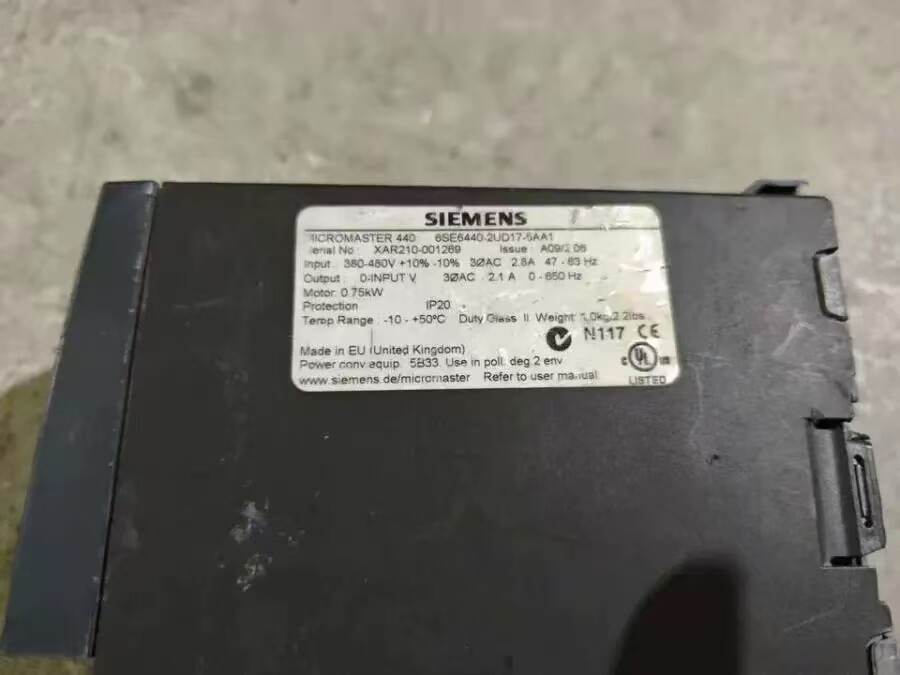 SIEMENS
MICROMASTER 440 6SE6440-2UD17-5AA1
Serial No XAR210-001269 Issue: A09/2.06
Input: 380-480V +10% -10% 3ØAC 2.8A 47 - 63 Hz
Output: 0-INPUT V 3ØAC 2.1 A 0 - 650 Hz
Motor: 0.75kW
Protection IP20
Temp Range: -10 - +50°C Duty Class II Weight: 1.0kg/2.2lbs
N117 CE
Made in EU (United Kingdom)
Power conv equip. 5B33. Use in poll. deg.2 env
c UL us
www.siemens.de/micromaster Refer to user manual
LISTED